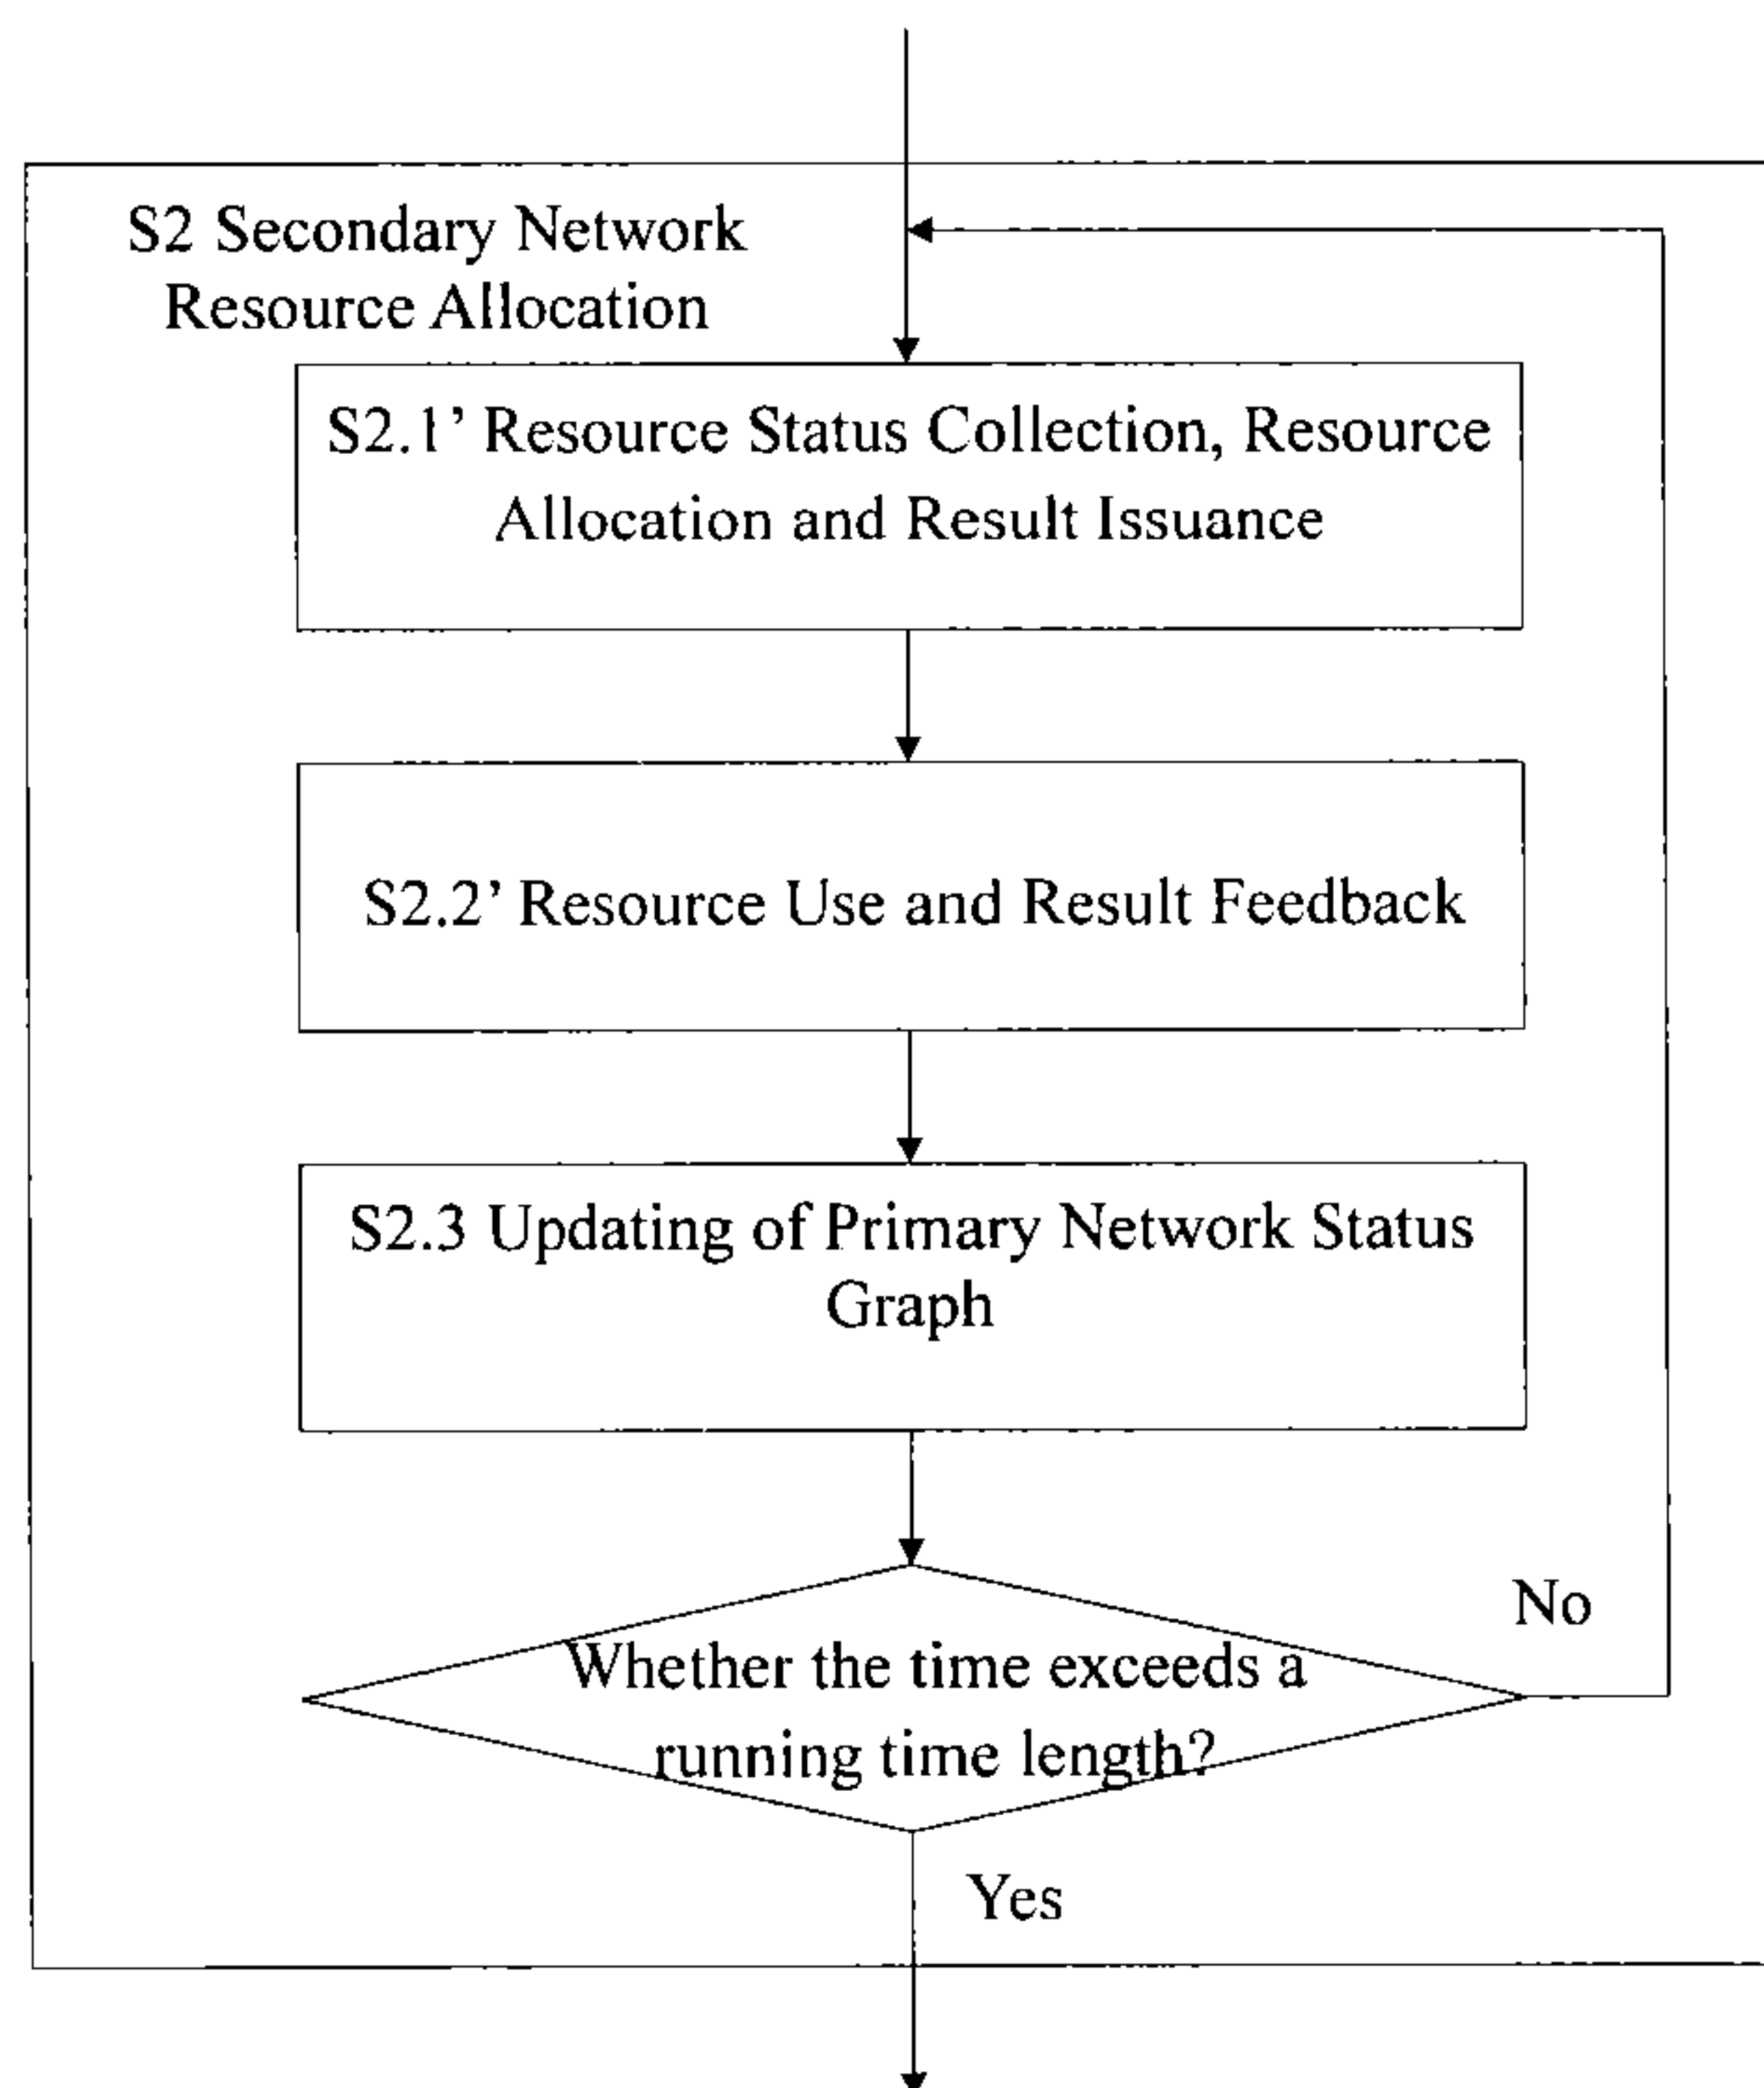 S2 Secondary Network
Resource Allocation
S2.1’ Resource Status Collection, Resource
Allocation and Result Issuance
S2.2’ Resource Use and Result Feedback
S2.3 Updating of Primary Network Status
Graph
No
Whether the time exceeds a
running time length?
Yes